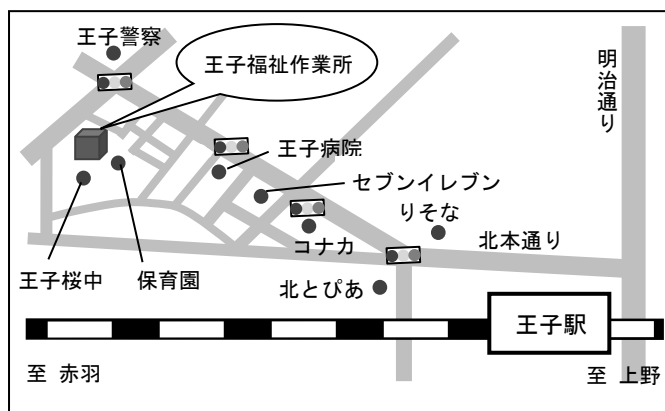 王子警察
王子福祉作業所
明治通り
王子病院
セブンイレブン
りそな
コナカ
北本通り
王子桜中
保育園
北とぴあ
王子駅
至 赤羽
至 上野